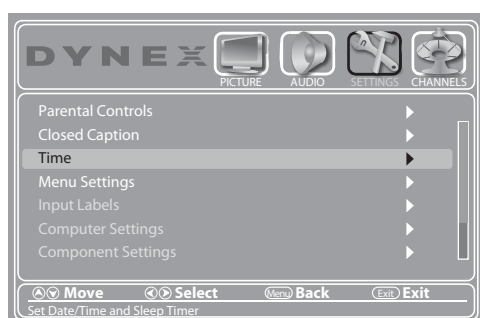 DYNEX
PICTURE AUDIO SETTINGS CHANNELS
Parental Controls
Closed Caption
Time
Menu Settings
Input Labels
Computer Settings
Component Settings
Move Select Menu Back Exit Exit
Set Date/Time and Sleep Timer